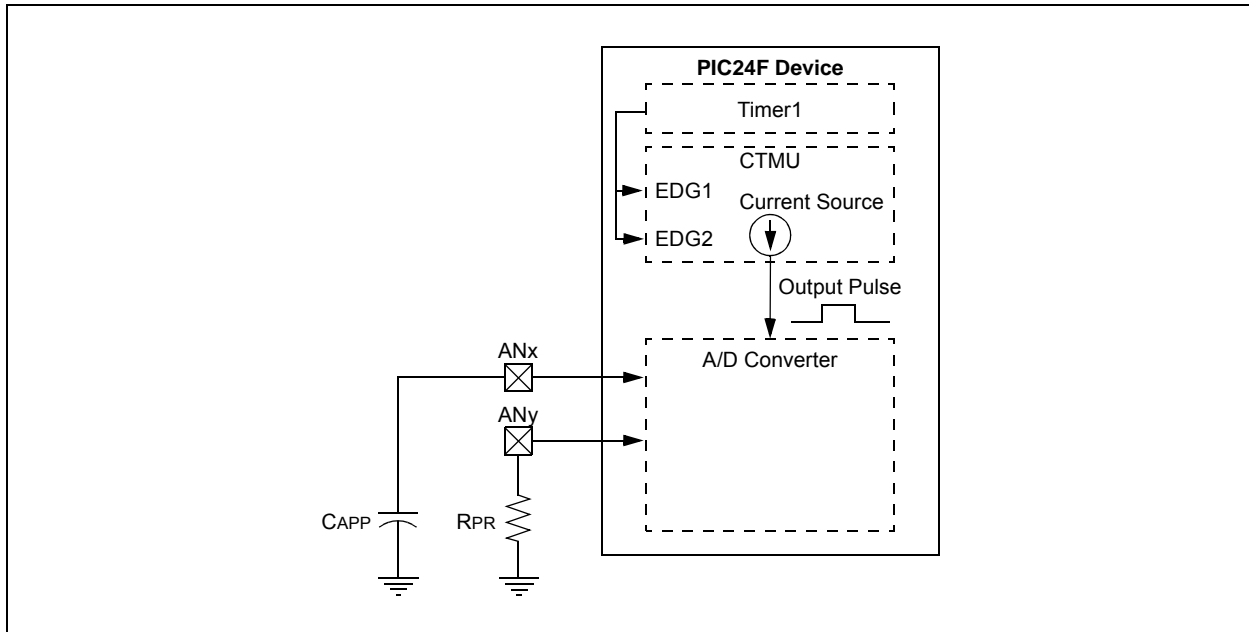 PIC24F Device
Timer1
CTMU
EDG1
Current Source
EDG2
Output Pulse
ANx
A/D Converter
ANy
CAPP
RPR